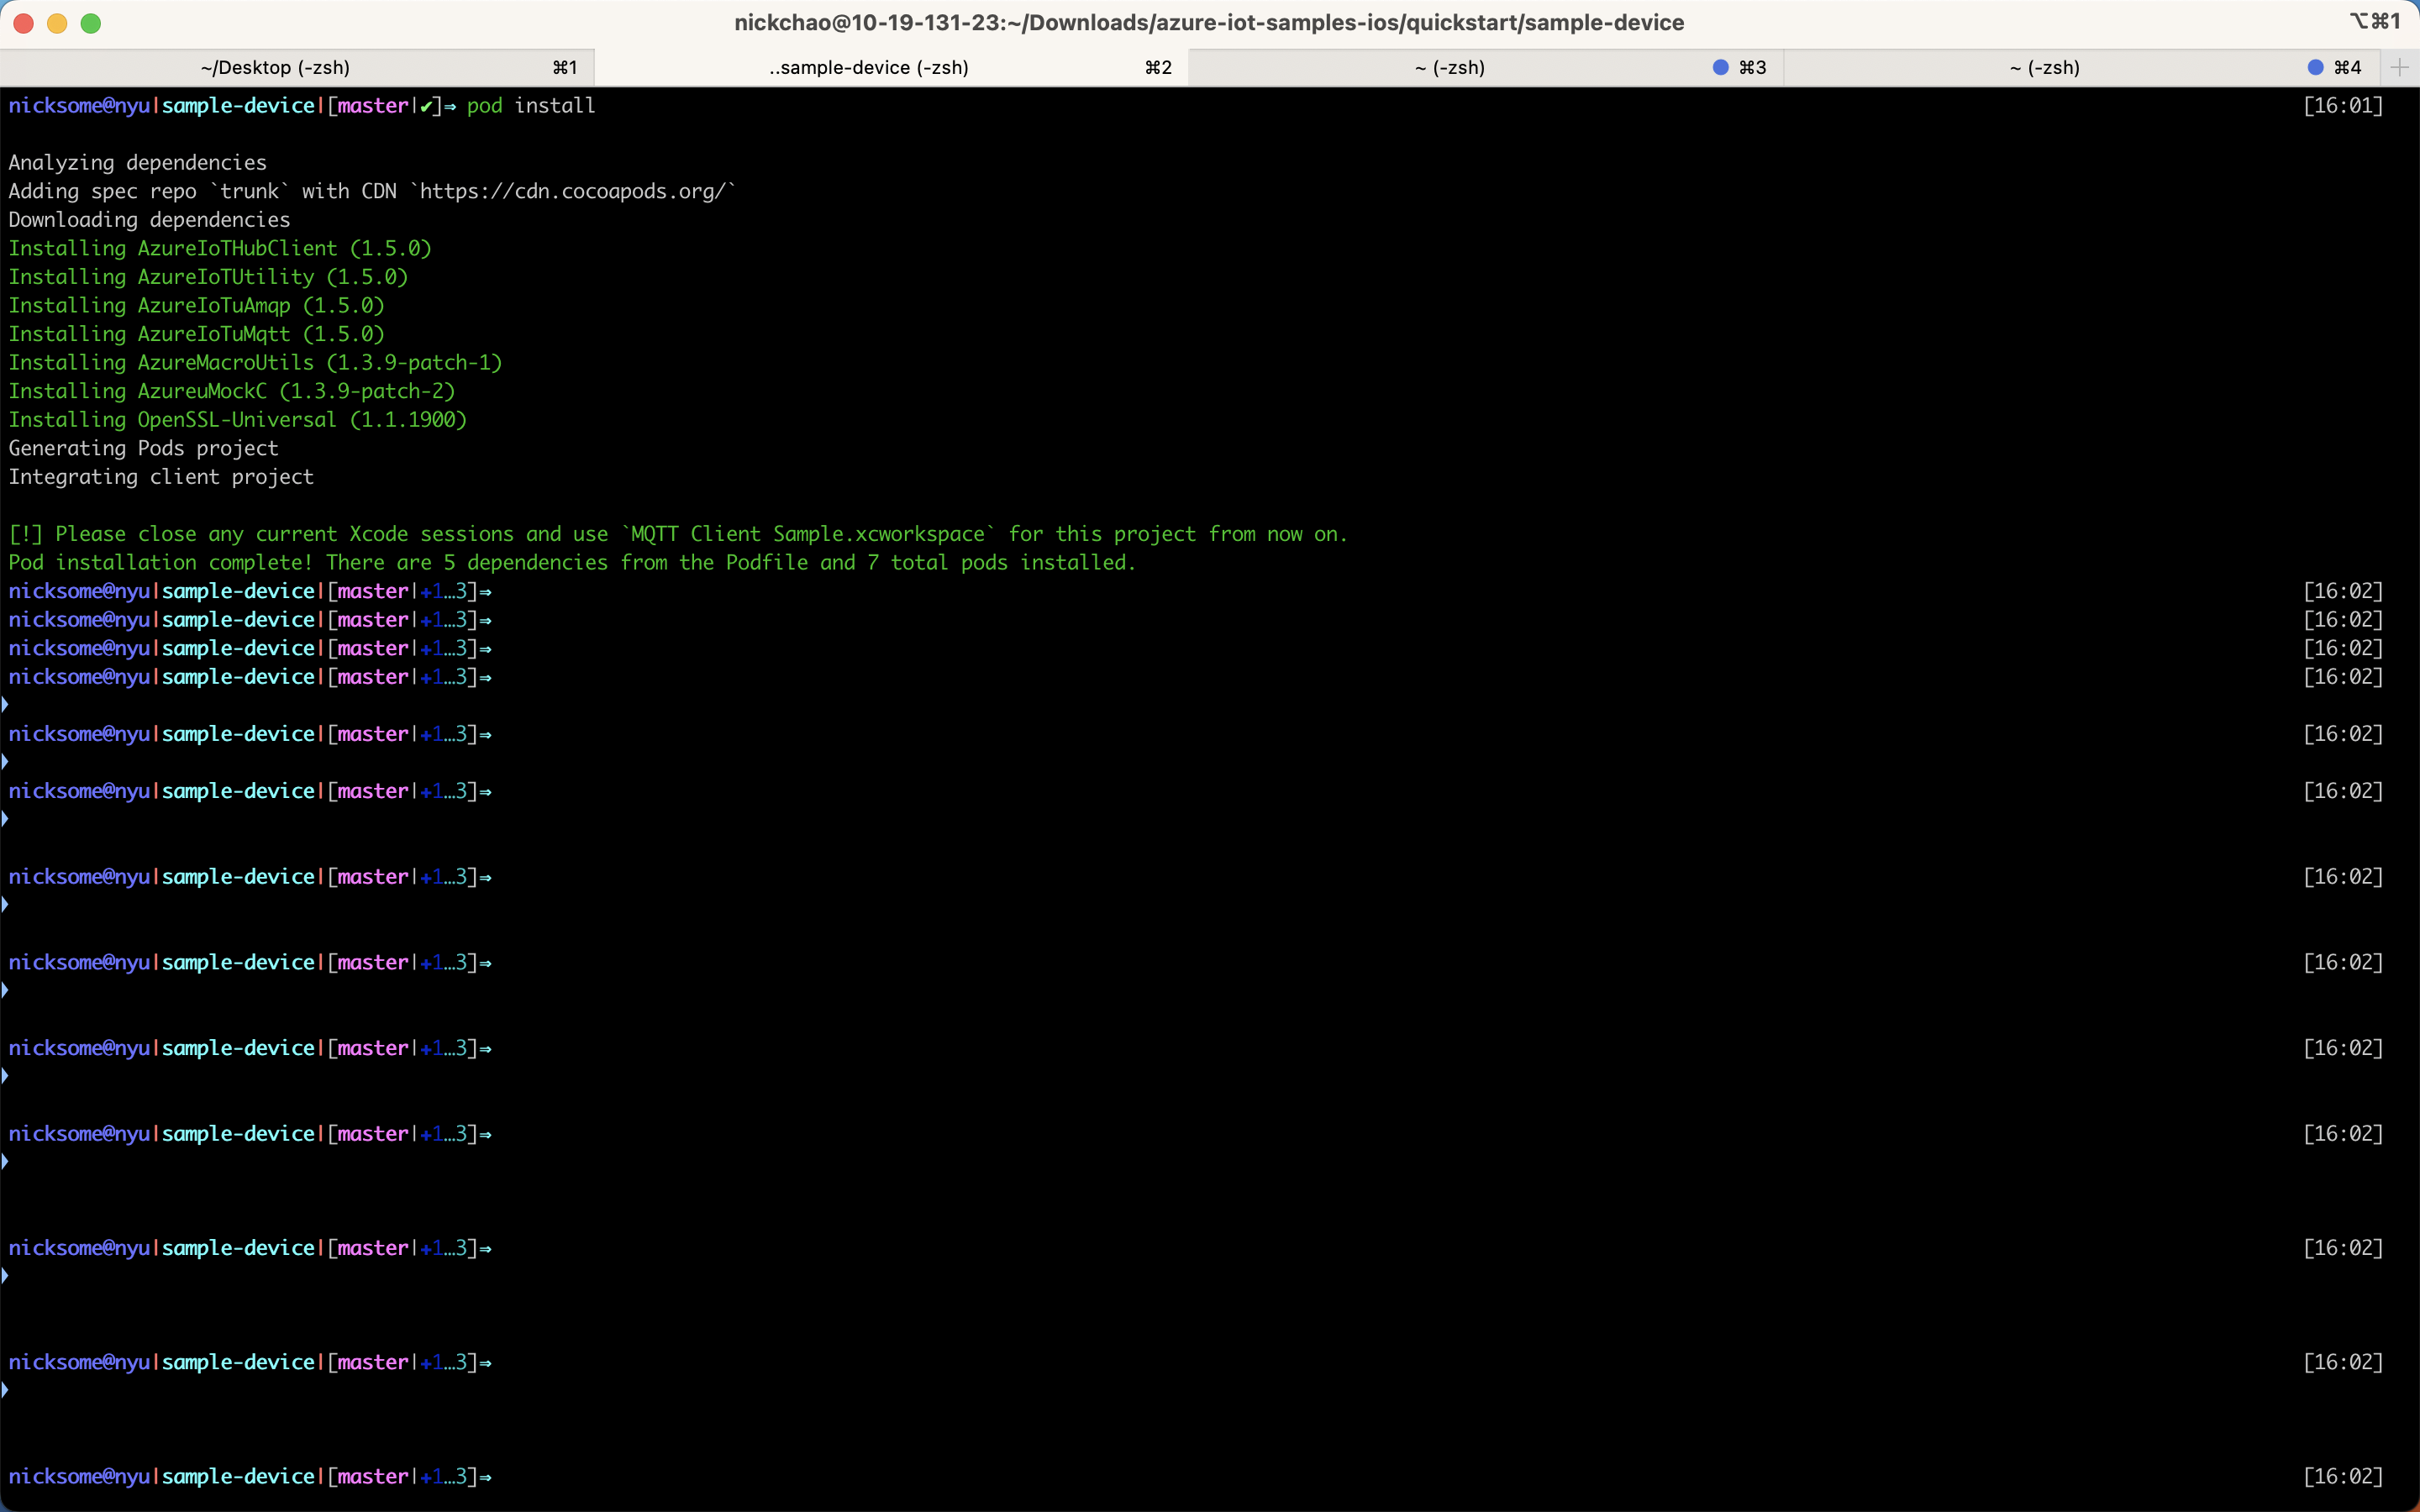 nickchao@10-19-131-23:~/Downloads/azure-iot-samples-ios/quickstart/sample-device ⌥⌘1
~/Desktop (-zsh) ⌘1 ..sample-device (-zsh) ⌘2 ~ (-zsh) ⌘3 ~ (-zsh) ⌘4
nicksome@nyu|sample-device|[master|✔]⇒ pod install [16:01]
Analyzing dependencies
Adding spec repo `trunk` with CDN `https://cdn.cocoapods.org/`
Downloading dependencies
Installing AzureIoTHubClient (1.5.0)
Installing AzureIoTUtility (1.5.0)
Installing AzureIoTuAmqp (1.5.0)
Installing AzureIoTuMqtt (1.5.0)
Installing AzureMacroUtils (1.3.9-patch-1)
Installing AzureuMockC (1.3.9-patch-2)
Installing OpenSSL-Universal (1.1.1900)
Generating Pods project
Integrating client project
[!] Please close any current Xcode sessions and use `MQTT Client Sample.xcworkspace` for this project from now on.
Pod installation complete! There are 5 dependencies from the Podfile and 7 total pods installed.
nicksome@nyu|sample-device|[master|✚1…3]⇒ [16:02]
nicksome@nyu|sample-device|[master|✚1…3]⇒ [16:02]
nicksome@nyu|sample-device|[master|✚1…3]⇒ [16:02]
nicksome@nyu|sample-device|[master|✚1…3]⇒ [16:02]
nicksome@nyu|sample-device|[master|✚1…3]⇒ [16:02]
nicksome@nyu|sample-device|[master|✚1…3]⇒ [16:02]
nicksome@nyu|sample-device|[master|✚1…3]⇒ [16:02]
nicksome@nyu|sample-device|[master|✚1…3]⇒ [16:02]
nicksome@nyu|sample-device|[master|✚1…3]⇒ [16:02]
nicksome@nyu|sample-device|[master|✚1…3]⇒ [16:02]
nicksome@nyu|sample-device|[master|✚1…3]⇒ [16:02]
nicksome@nyu|sample-device|[master|✚1…3]⇒ [16:02]
nicksome@nyu|sample-device|[master|✚1…3]⇒ [16:02]